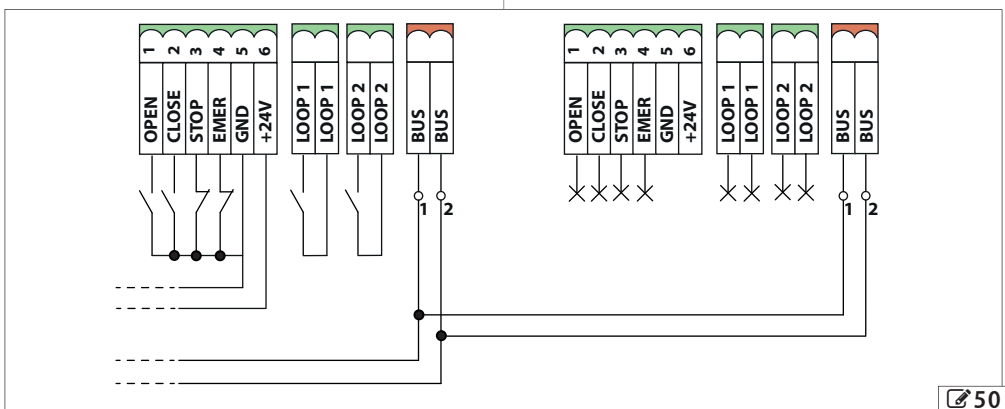 1 2 3 4 5 6
OPEN CLOSE STOP EMER GND +24V
LOOP 1 LOOP 1
LOOP 2 LOOP 2
BUS BUS
1 2
1 2 3 4 5 6
OPEN CLOSE STOP EMER GND +24V
LOOP 1 LOOP 1
LOOP 2 LOOP 2
BUS BUS
1 2
50